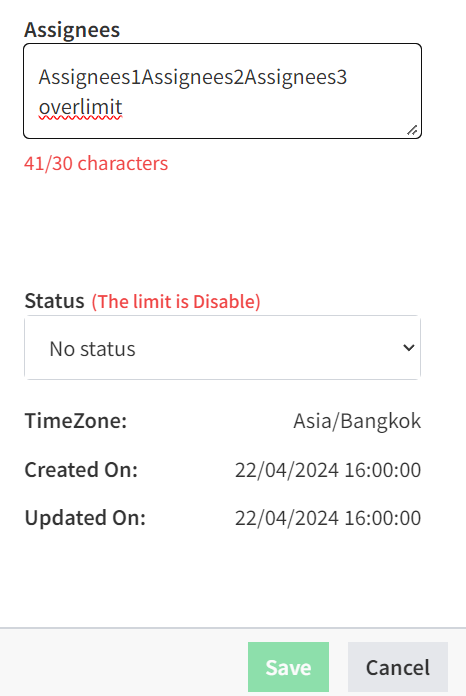 Assignees
Assignees1Assignees2Assignees3
overlimit
41/30 characters
Status (The limit is Disable)
No status
TimeZone: Asia/Bangkok
Created On: 22/04/2024 16:00:00
Updated On: 22/04/2024 16:00:00
Save Cancel